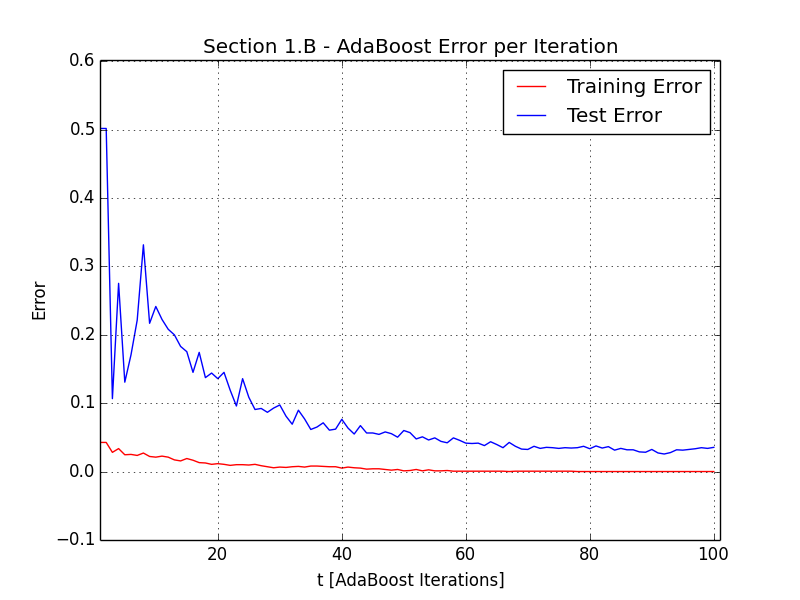 Section 1.B - AdaBoost Error per Iteration
Training Error
Test Error
0.6
0.5
0.4
0.3
0.2
0.1
0.0
−0.1
Error
20
40
60
80
100
t [AdaBoost Iterations]